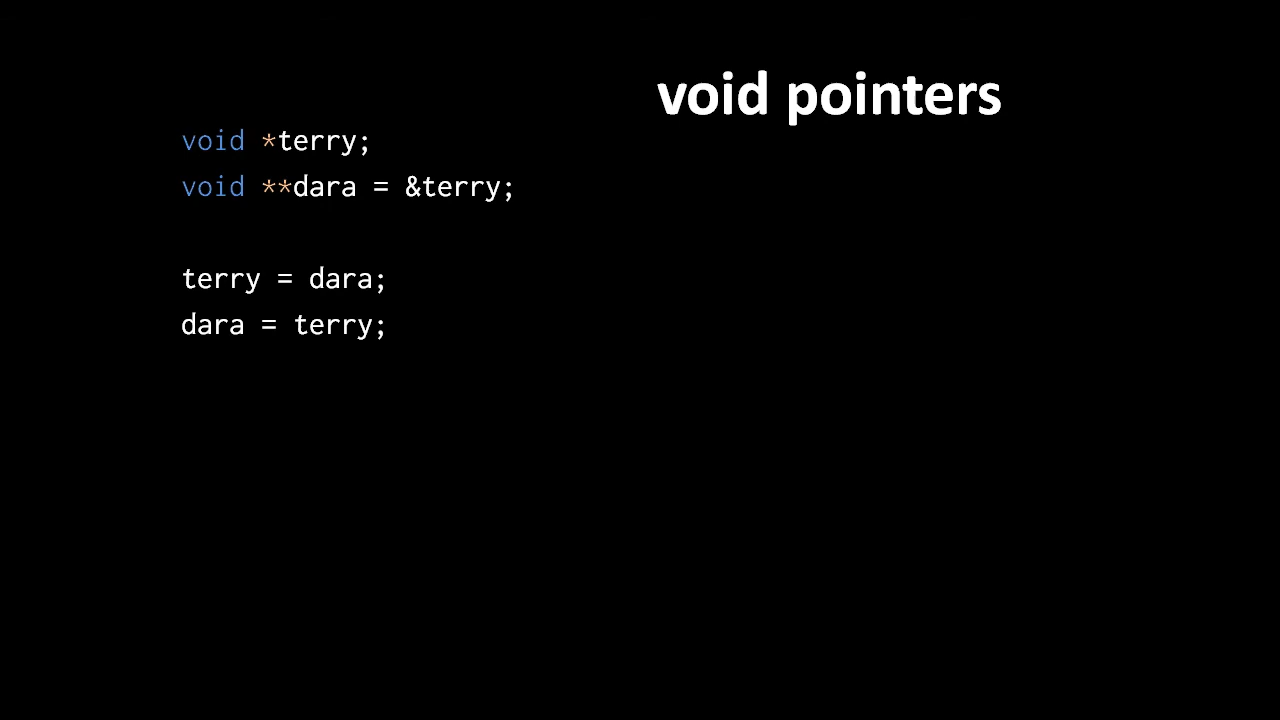 void pointers
void *terry;
void **dara = &terry;
terry = dara;
dara = terry;